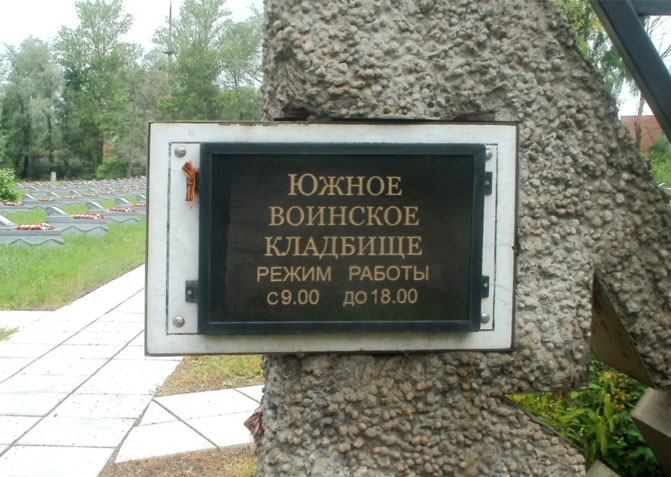 ЮЖНОЕ
ВОИНСКОЕ
КЛАДБИЩЕ
РЕЖИМ РАБОТЫ
С 9.00 ДО 18.00